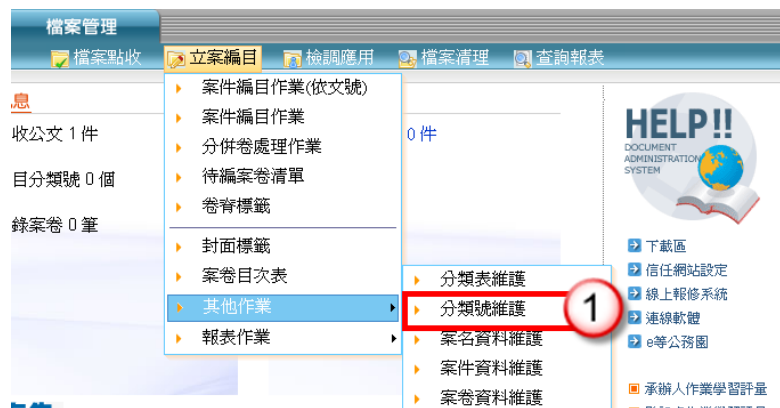 檔案管理
檔案點收 立案編目 檢調應用 檔案清理 查詢報表
息
收公文 1 件
目分類號 0 個
錄案卷 0 筆
0 件
案件編目作業(依文號)
案件編目作業
分併卷處理作業
待編案卷清單
卷脊標籤
封面標籤
案卷目次表
其他作業
報表作業
分類表維護
分類號維護
1
案名資料維護
案件資料維護
案卷資料維護
HELP!!
DOCUMENT
ADMINISTRATION
SYSTEM
下載區
信任網站設定
線上報修系統
連線軟體
e等公務園
承辦人作業學習評量